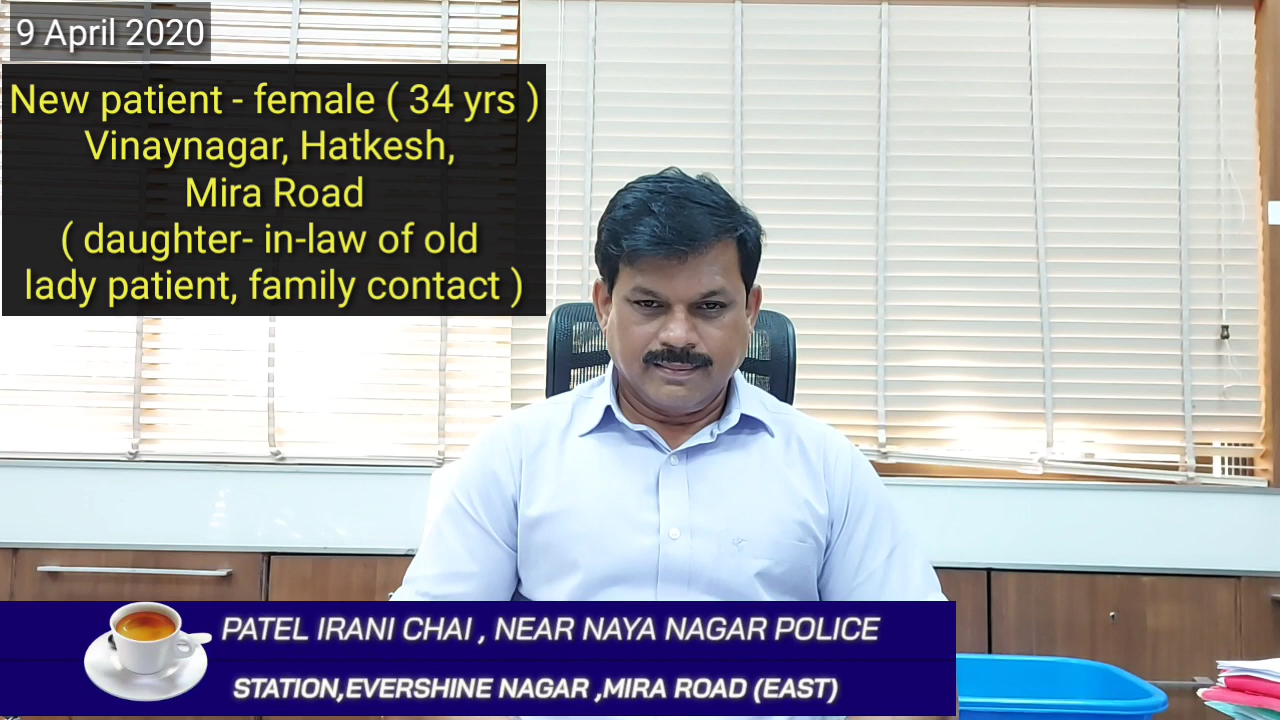 9 April 2020
New patient - female ( 34 yrs )
Vinaynagar, Hatkesh,
Mira Road
( daughter- in-law of old
lady patient, family contact )
PATEL IRANI CHAI , NEAR NAYA NAGAR POLICE
STATION,EVERSHINE NAGAR ,MIRA ROAD (EAST)